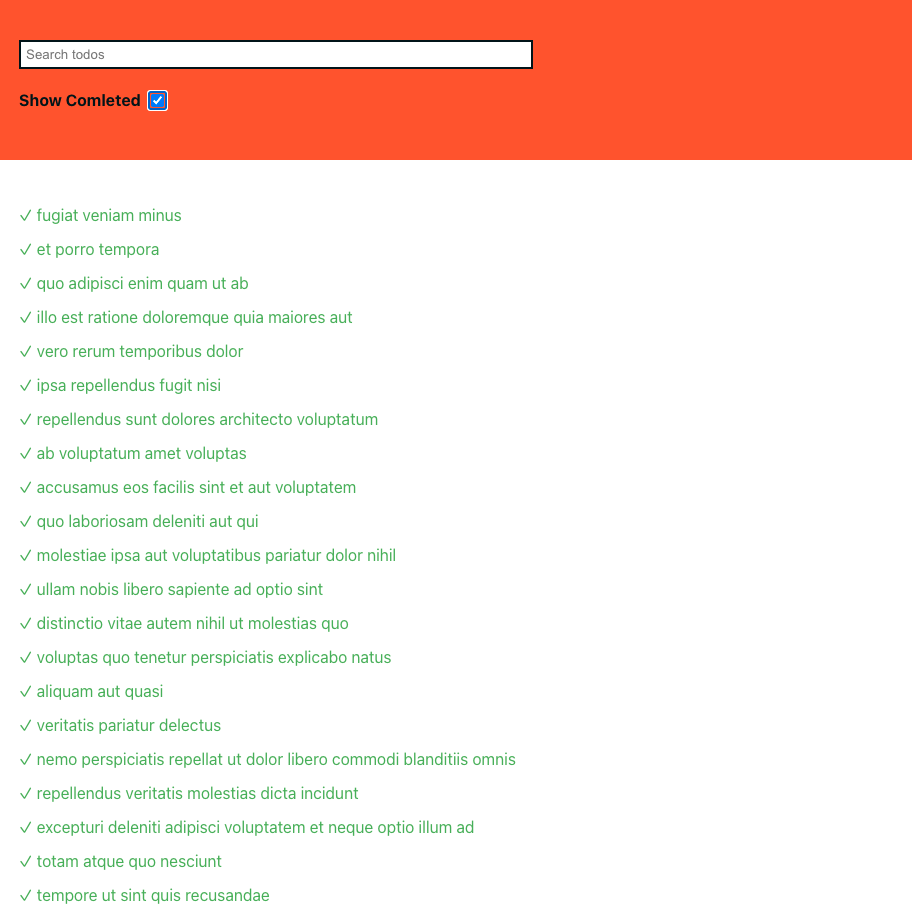 Search todos
Show Comleted
✓ fugiat veniam minus
✓ et porro tempora
✓ quo adipisci enim quam ut ab
✓ illo est ratione doloremque quia maiores aut
✓ vero rerum temporibus dolor
✓ ipsa repellendus fugit nisi
✓ repellendus sunt dolores architecto voluptatum
✓ ab voluptatum amet voluptas
✓ accusamus eos facilis sint et aut voluptatem
✓ quo laboriosam deleniti aut qui
✓ molestiae ipsa aut voluptatibus pariatur dolor nihil
✓ ullam nobis libero sapiente ad optio sint
✓ distinctio vitae autem nihil ut molestias quo
✓ voluptas quo tenetur perspiciatis explicabo natus
✓ aliquam aut quasi
✓ veritatis pariatur delectus
✓ nemo perspiciatis repellat ut dolor libero commodi blanditiis omnis
✓ repellendus veritatis molestias dicta incidunt
✓ excepturi deleniti adipisci voluptatem et neque optio illum ad
✓ totam atque quo nesciunt
✓ tempore ut sint quis recusandae